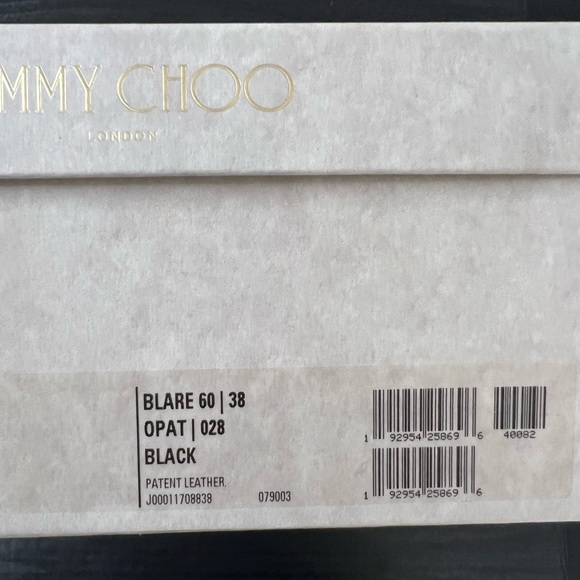 MMY CHOO
LONDON
BLARE 60 | 38
OPAT | 028
BLACK
PATENT LEATHER.
J00011708838 079003
1 92954 25869 6
40082
1 92954 25869 6